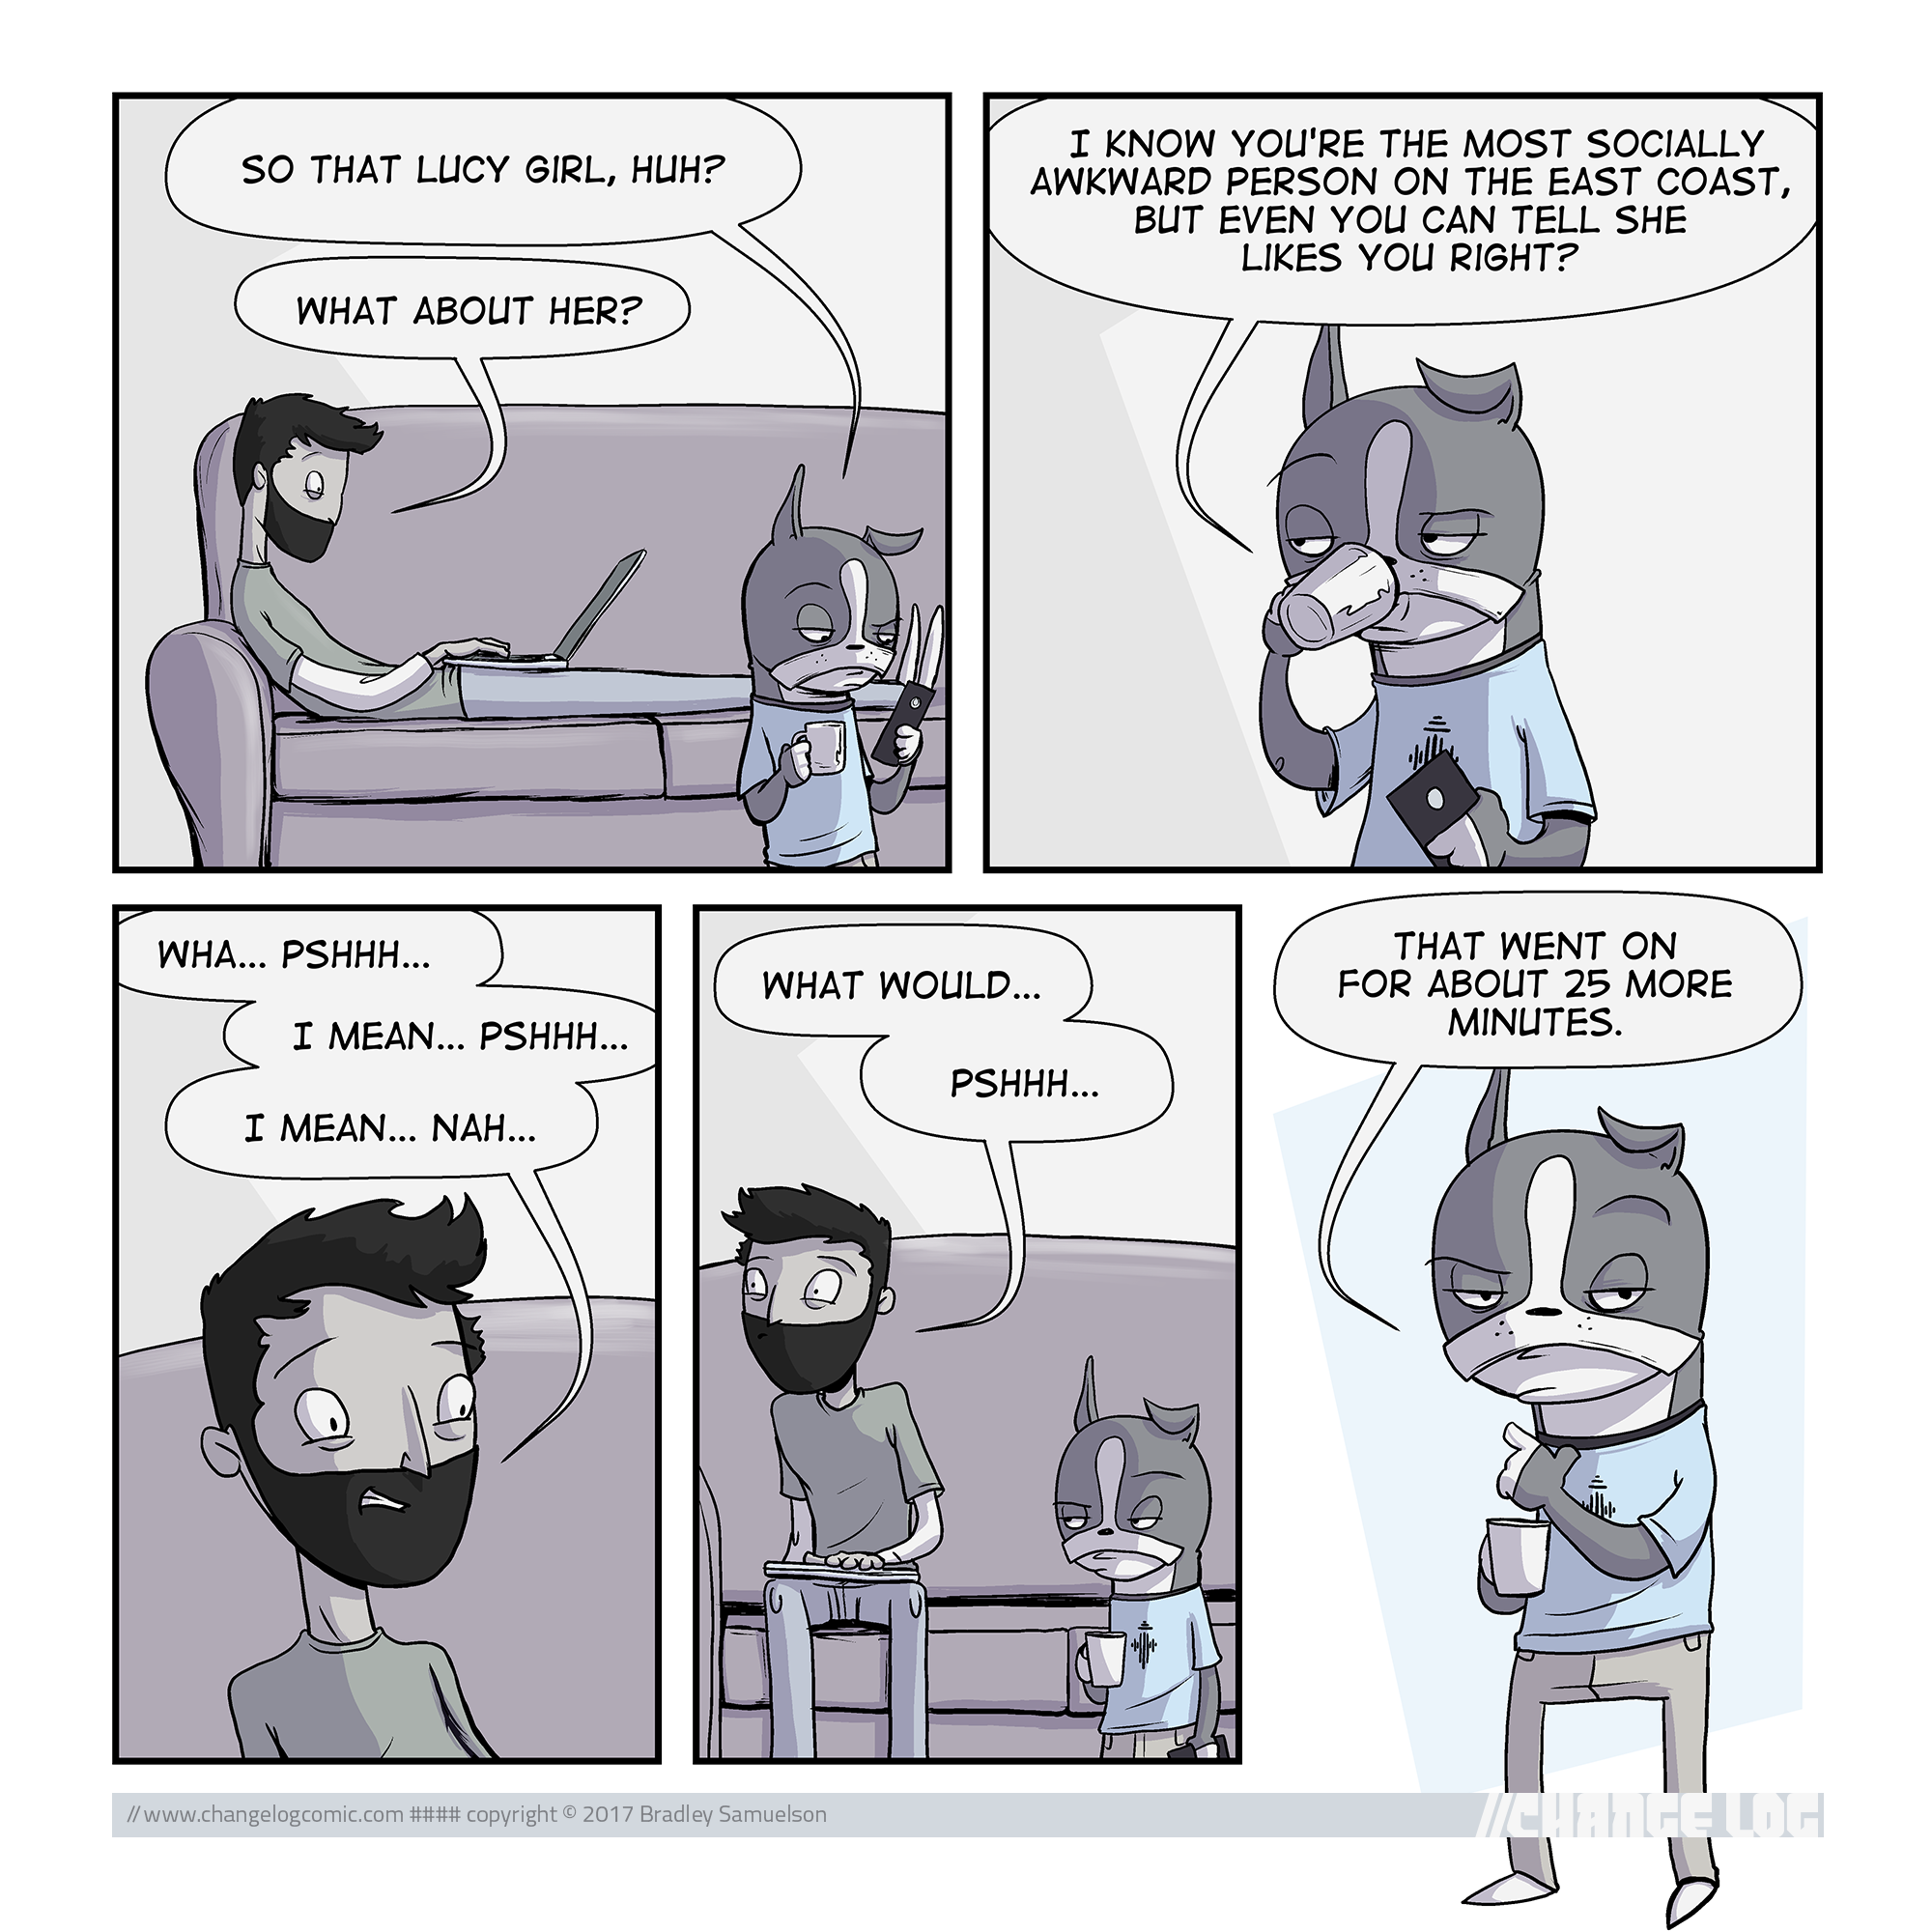 SO THAT LUCY GIRL, HUH?
WHAT ABOUT HER?
I KNOW YOU'RE THE MOST SOCIALLY
AWKWARD PERSON ON THE EAST COAST,
BUT EVEN YOU CAN TELL SHE
LIKES YOU RIGHT?
WHA... PSHHH...
I MEAN... PSHHH...
I MEAN... NAH...
WHAT WOULD...
PSHHH...
THAT WENT ON
FOR ABOUT 25 MORE
MINUTES.
// www.changelogcomic.com #### copyright © 2017 Bradley Samuelson
//CHANGE LOG